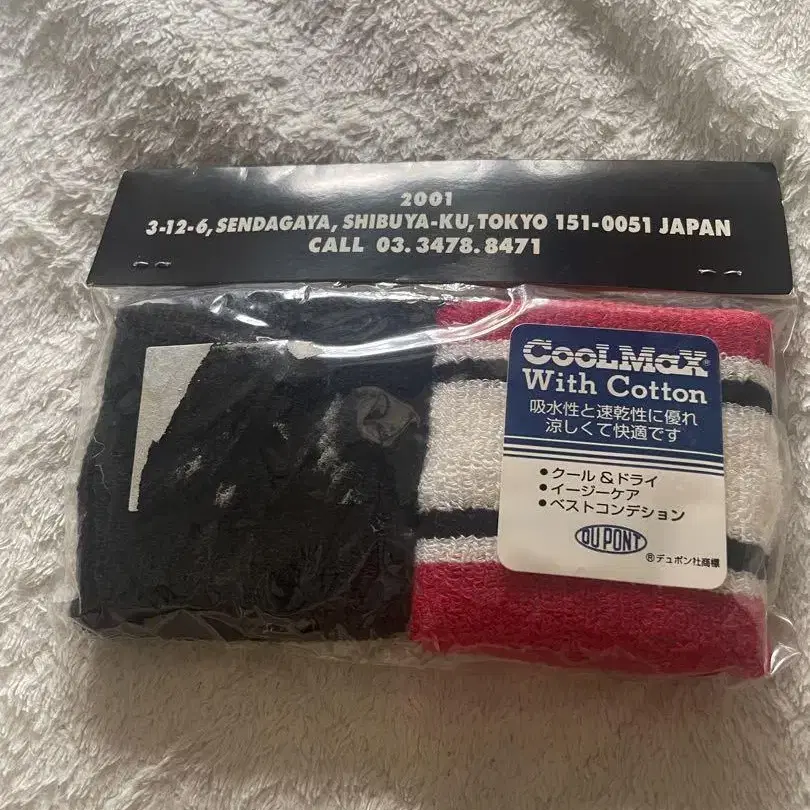 2001
3-12-6, SENDAGAYA, SHIBUYA-KU, TOKYO 151-0051 JAPAN
CALL 03.3478.8471
CooLMaX®
With Cotton
吸水性と速乾性に優れ
涼しくて快適です
•クール&ドライ
•イージーケア
•ベストコンデション
DU PONT
®デュポン社商標